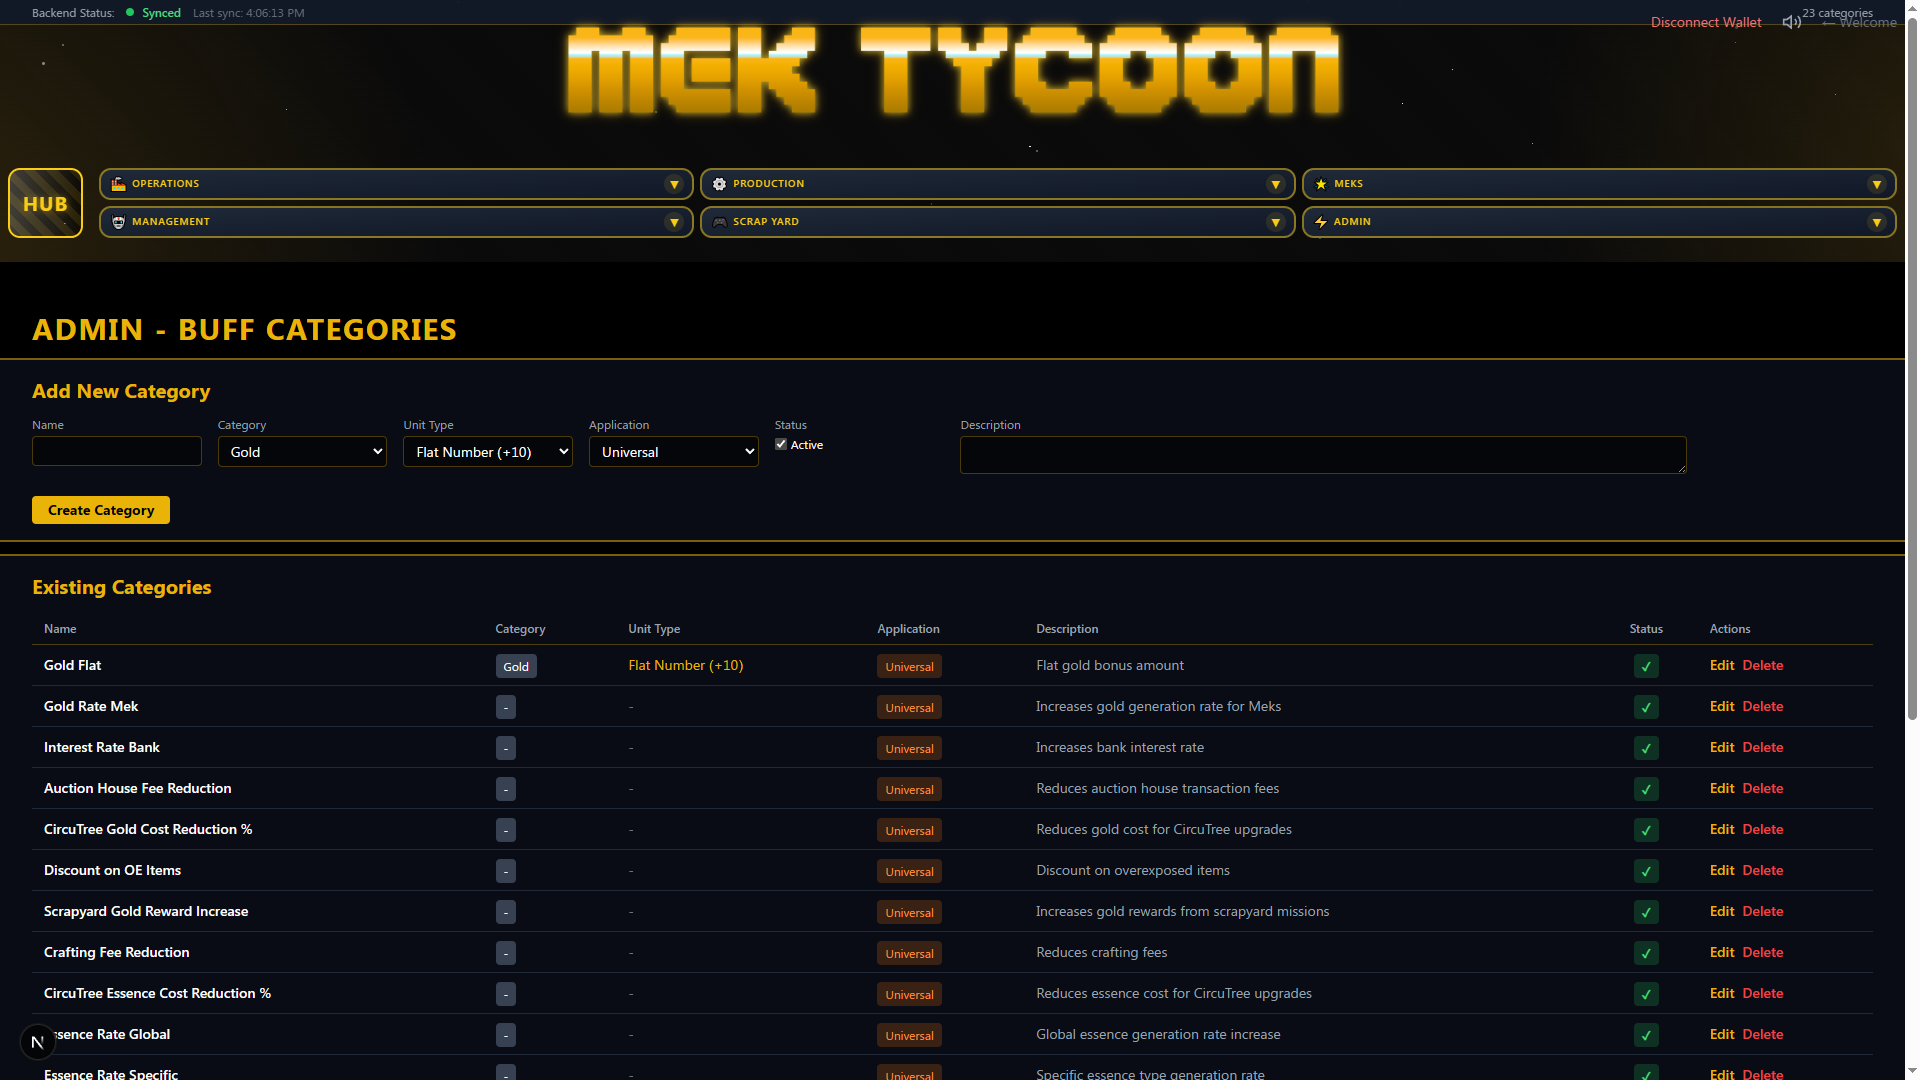 Backend Status: Synced Last sync: 4:06:13 PM
23 categories
Disconnect Wallet ← Welcome
MEK TYCOON
HUB
OPERATIONS ▼ PRODUCTION ▼ MEKS ▼
MANAGEMENT ▼ SCRAP YARD ▼ ADMIN ▼
ADMIN - BUFF CATEGORIES
Add New Category
Name Category Unit Type Application Status Description
Gold Flat Number (+10) Universal Active
Create Category
Existing Categories
Name Category Unit Type Application Description Status Actions
Gold Flat Gold Flat Number (+10) Universal Flat gold bonus amount ✓ Edit Delete
Gold Rate Mek - - Universal Increases gold generation rate for Meks ✓ Edit Delete
Interest Rate Bank - - Universal Increases bank interest rate ✓ Edit Delete
Auction House Fee Reduction - - Universal Reduces auction house transaction fees ✓ Edit Delete
CircuTree Gold Cost Reduction % - - Universal Reduces gold cost for CircuTree upgrades ✓ Edit Delete
Discount on OE Items - - Universal Discount on overexposed items ✓ Edit Delete
Scrapyard Gold Reward Increase - - Universal Increases gold rewards from scrapyard missions ✓ Edit Delete
Crafting Fee Reduction - - Universal Reduces crafting fees ✓ Edit Delete
CircuTree Essence Cost Reduction % - - Universal Reduces essence cost for CircuTree upgrades ✓ Edit Delete
N ssence Rate Global - - Universal Global essence generation rate increase ✓ Edit Delete
Essence Rate Specific - - Universal Specific essence type generation rate ✓ Edit Delete